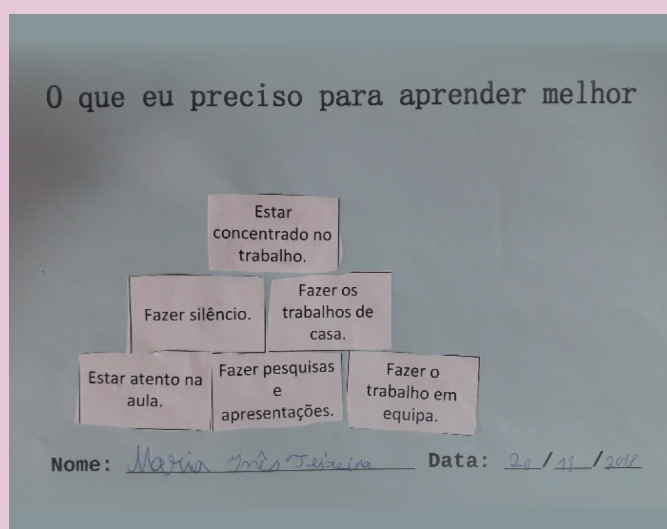 O que eu preciso para aprender melhor
Estar
concentrado no
trabalho.
Fazer silêncio.
Fazer os
trabalhos de
casa.
Estar atento na
aula.
Fazer pesquisas
e
apresentações.
Fazer o
trabalho em
equipa.
Nome: Maria Inês Teixeira Data: 20/11/2018